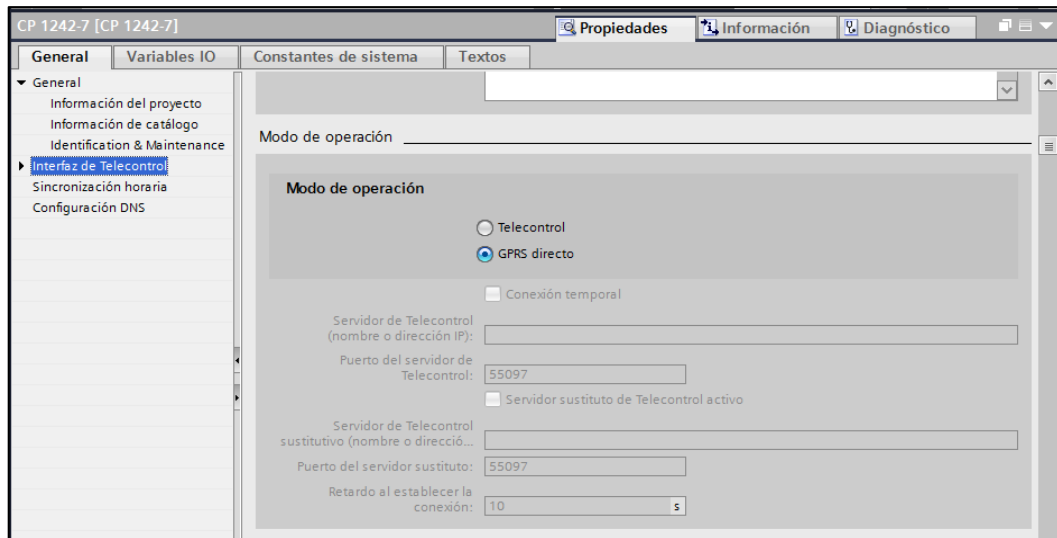 CP 1242-7 [CP 1242-7]
Propiedades
Información
Diagnóstico
General
Variables IO
Constantes de sistema
Textos
General
Información del proyecto
Información de catálogo
Identification & Maintenance
Interfaz de Telecontrol
Sincronización horaria
Configuración DNS
Modo de operación
Modo de operación
Telecontrol
GPRS directo
Conexión temporal
Servidor de Telecontrol
(nombre o dirección IP):
Puerto del servidor de
Telecontrol: 55097
Servidor sustituto de Telecontrol activo
Servidor de Telecontrol
sustitutivo (nombre o direcció...
Puerto del servidor sustituto: 55097
Retardo al establecer la
conexión: 10 s